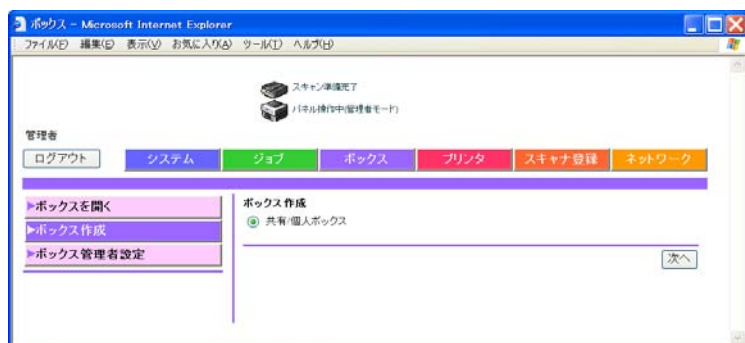 ボックス - Microsoft Internet Explorer
ファイル(F) 編集(E) 表示(V) お気に入り(A) ツール(T) ヘルプ(H)
スキャン準備完了
パネル操作中(管理者モード)
管理者
ログアウト システム ジョブ ボックス プリンタ スキャナ登録 ネットワーク
▶ボックスを開く
▶ボックス作成
▶ボックス管理者設定
ボックス作成
共有/個人ボックス
次へ